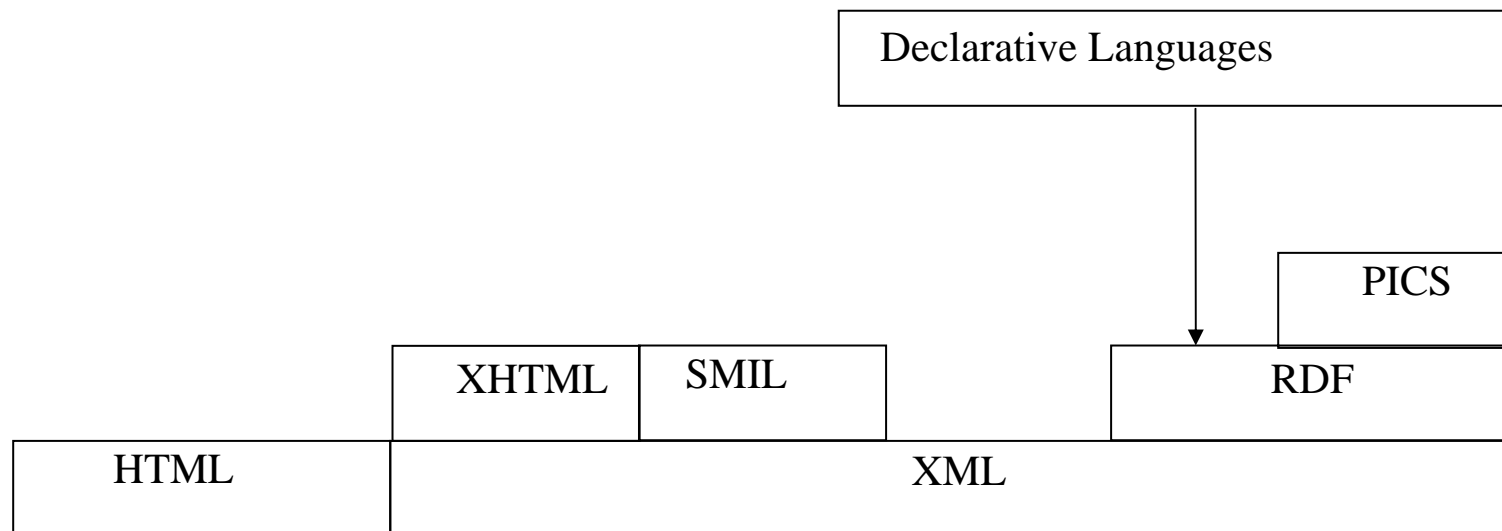 Declarative Languages
PICS
XHTML
SMIL
RDF
HTML
XML